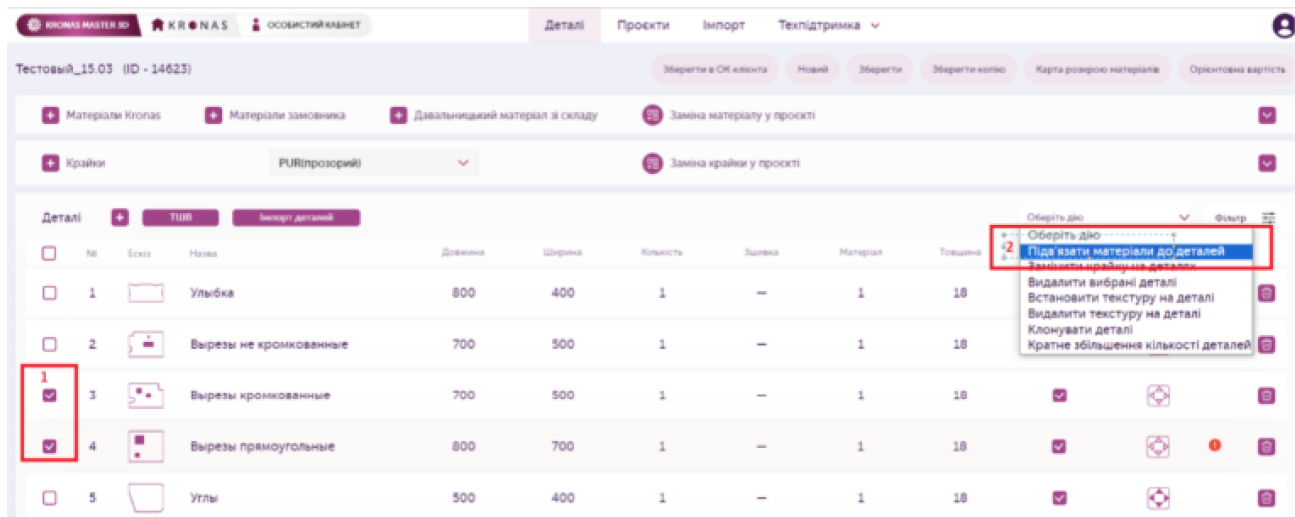 KRONAS MASTER 3D KRONAS ОСОБИСТИЙ КАБІНЕТ Деталі Проєкти Імпорт Техпідтримка
Тестовый_15.03 (ID - 14623) Зберегти в ОК клієнта Новий Зберегти Зберегти копію Карта розкрою матеріалів Орієнтовна вартість
Матеріали Kronas Матеріали замовника Давальницький матеріал зі складу Заміна матеріалу у проєкті
Крайки PUR(прозорий) Заміна крайки у проєкті
Деталі ТШВ Імпорт деталей Оберіть дію Фільтр
№ Ескіз Назва Довжина Ширина Кількість Зшивка Матеріал Товщина
Оберіть дію
2 Підв'язати матеріали до деталей
Замінити крайку на деталях
Видалити вибрані деталі
Встановити текстуру на деталі
Видалити текстуру на деталі
Клонувати деталі
Кратне збільшення кількості деталей
1 Улыбка 800 400 1 — 1 18
2 Вырезы не кромкованные 700 500 1 — 1 18
1
3 Вырезы кромкованные 700 500 1 — 1 18
4 Вырезы прямоугольные 800 700 1 — 1 18
5 Углы 500 400 1 — 1 18